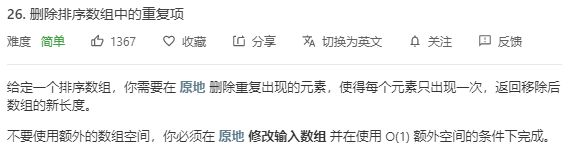 26. 删除排序数组中的重复项
难度 简单 1367 收藏 分享 切换为英文 关注 反馈
给定一个排序数组，你需要在 原地 删除重复出现的元素，使得每个元素只出现一次，返回移除后
数组的新长度。
不要使用额外的数组空间，你必须在 原地 修改输入数组 并在使用 O(1) 额外空间的条件下完成。